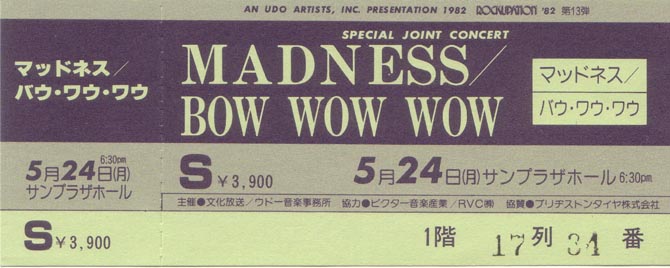 AN UDO ARTISTS, INC. PRESENTATION 1982 ROCKUPATION '82 第13弾
マッドネス/
バウ・ワウ・ワウ
SPECIAL JOINT CONCERT
MADNESS/
BOW WOW WOW
マッドネス/
バウ・ワウ・ワウ
6:30pm
5月24日(月)
サンプラザホール
S ¥3,900 5月24日(月)サンプラザホール 6:30pm
主催●文化放送/ウドー音楽事務所 協力●ビクター音楽産業/RVC㈱ 協賛●ブリヂストンタイヤ株式会社
S ¥3,900
1階 17列 34番